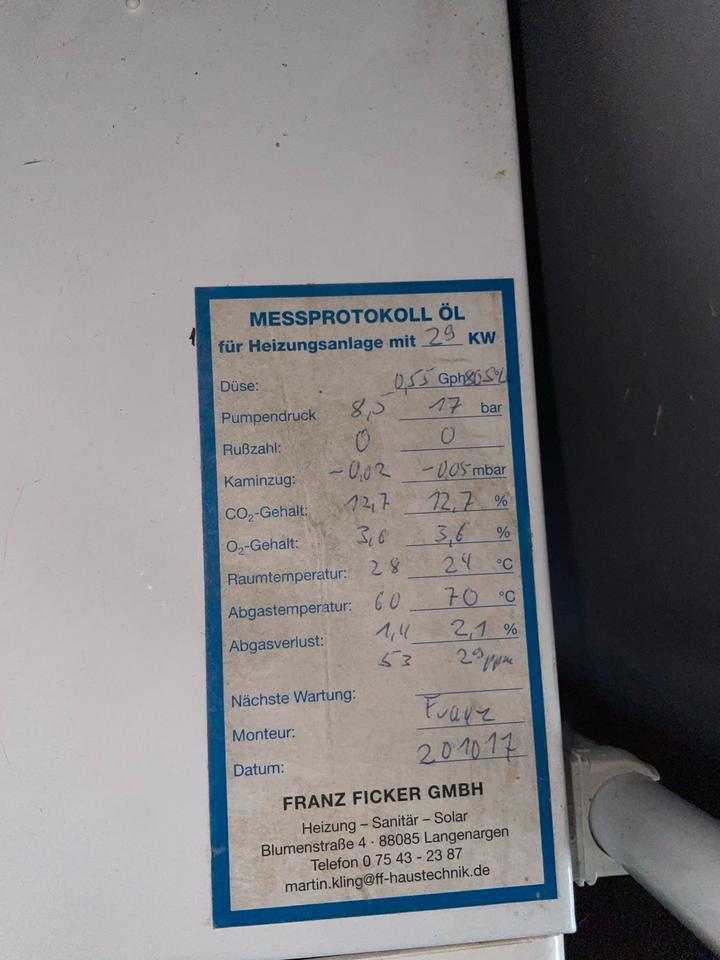 MESSPROTOKOLL ÖL
für Heizungsanlage mit 29 KW
Düse: 0,55 Gph
Pumpendruck 8,5 17 bar
Rußzahl: 0 0
Kaminzug: -0,02 -0,05 mbar
CO₂-Gehalt: 12,7 12,7 %
O₂-Gehalt: 3,6 3,6 %
Raumtemperatur: 28 24 °C
Abgastemperatur: 60 70 °C
Abgasverlust: 1,4 2,1 %
53 29 ppm
Nächste Wartung:
Monteur: Franz
Datum: 201017
FRANZ FICKER GMBH
Heizung – Sanitär – Solar
Blumenstraße 4 · 88085 Langenargen
Telefon 0 75 43 - 23 87
martin.kling@ff-haustechnik.de